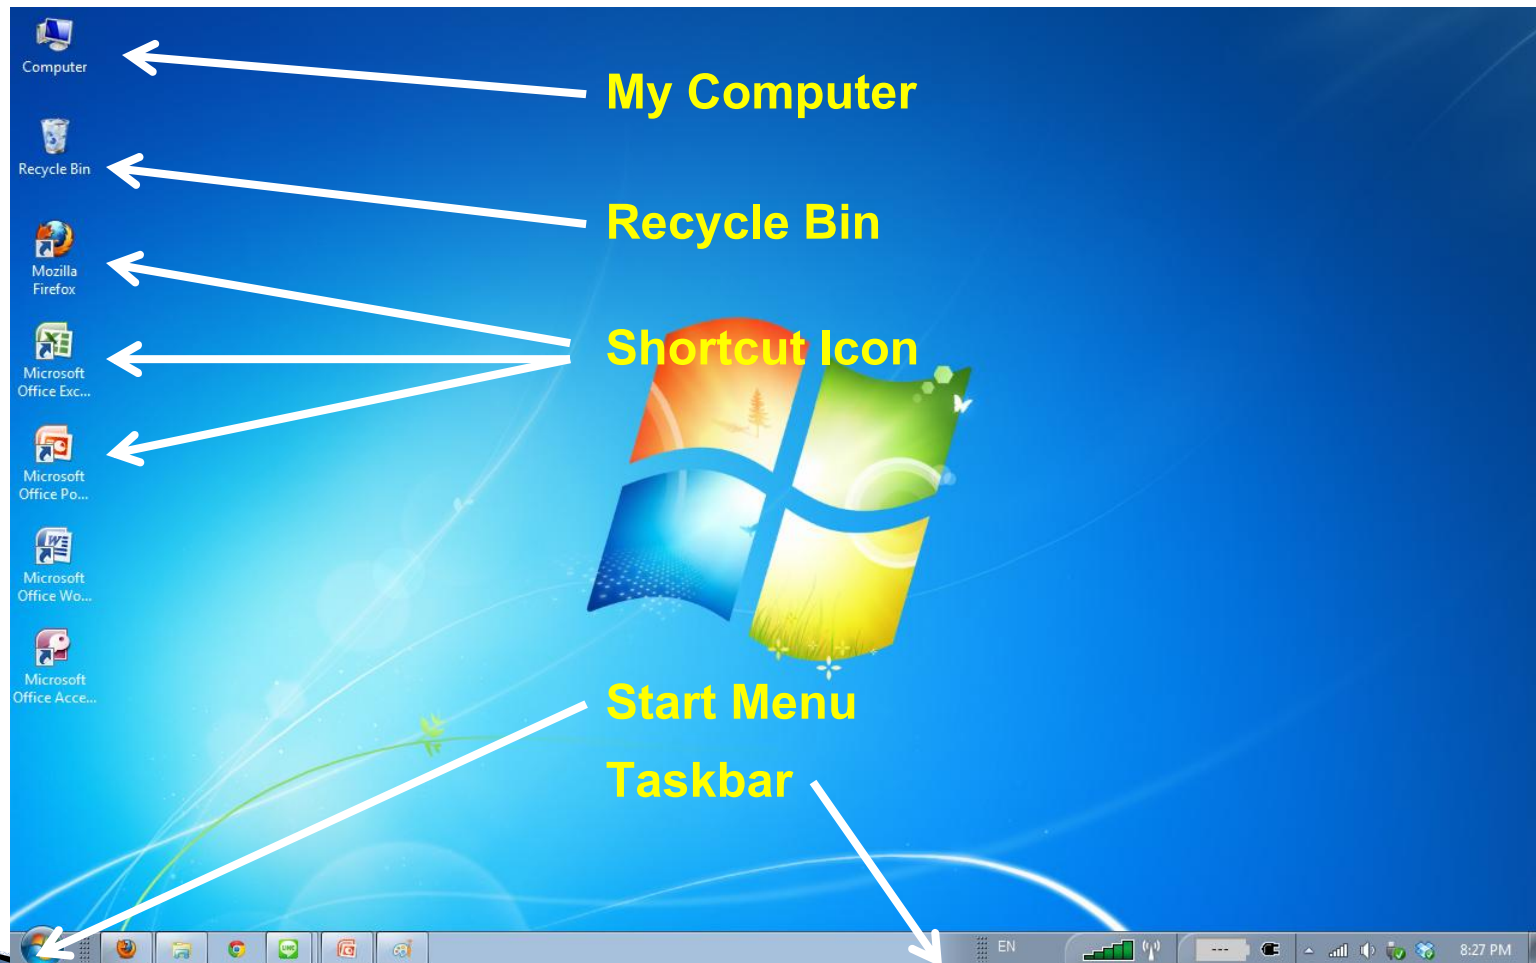 Computer
My Computer
Recycle Bin
Recycle Bin
Mozilla
Firefox
Shortcut Icon
Microsoft
Office Exc...
Microsoft
Office Po...
Microsoft
Office Wo...
Microsoft
Office Acce...
Start Menu
Taskbar
LINE
EN
---
8:27 PM